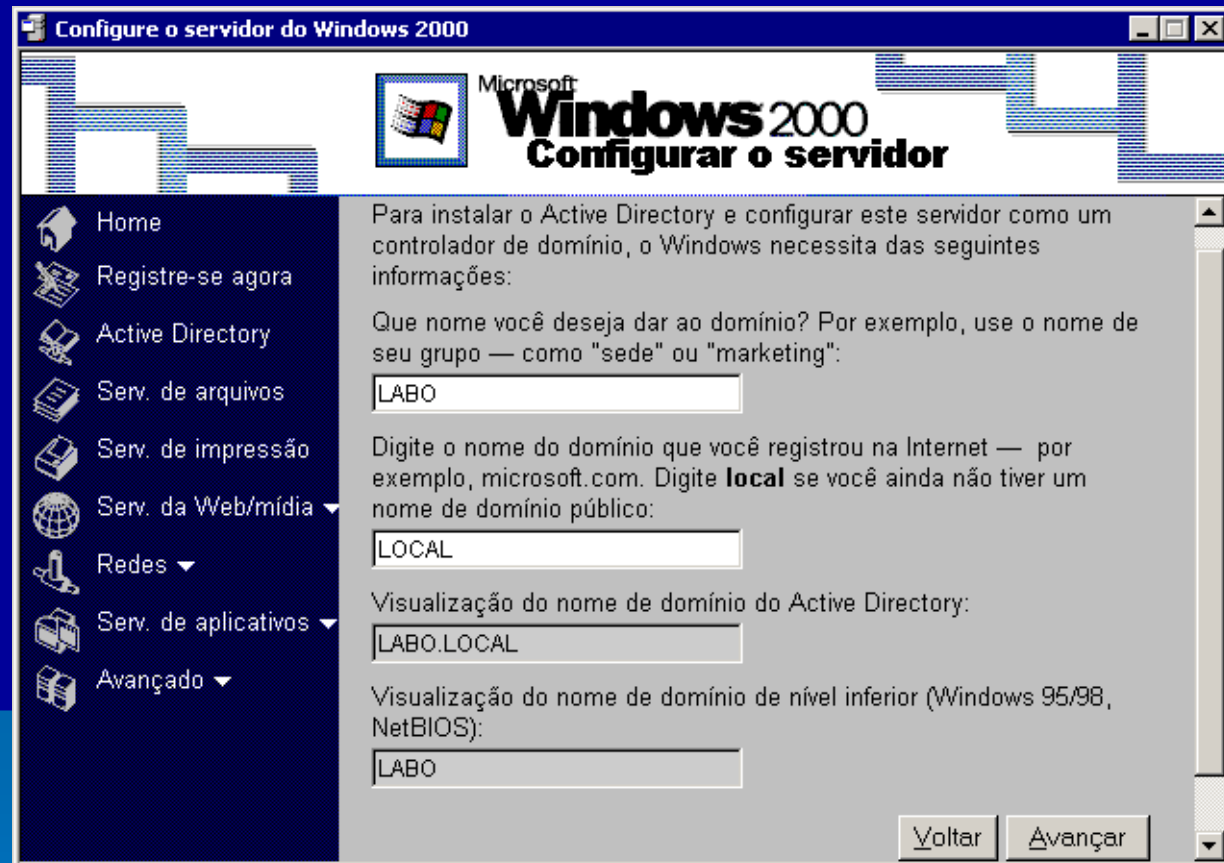 Configure o servidor do Windows 2000
Microsoft
Windows 2000
Configurar o servidor
Home
Registre-se agora
Active Directory
Serv. de arquivos
Serv. de impressão
Serv. da Web/mídia
Redes
Serv. de aplicativos
Avançado
Para instalar o Active Directory e configurar este servidor como um
controlador de domínio, o Windows necessita das seguintes
informações:
Que nome você deseja dar ao domínio? Por exemplo, use o nome de
seu grupo — como "sede" ou "marketing":
LABO
Digite o nome do domínio que você registrou na Internet — por
exemplo, microsoft.com. Digite local se você ainda não tiver um
nome de domínio público:
LOCAL
Visualização do nome de domínio do Active Directory:
LABO.LOCAL
Visualização do nome de domínio de nível inferior (Windows 95/98,
NetBIOS):
LABO
Voltar
Avançar